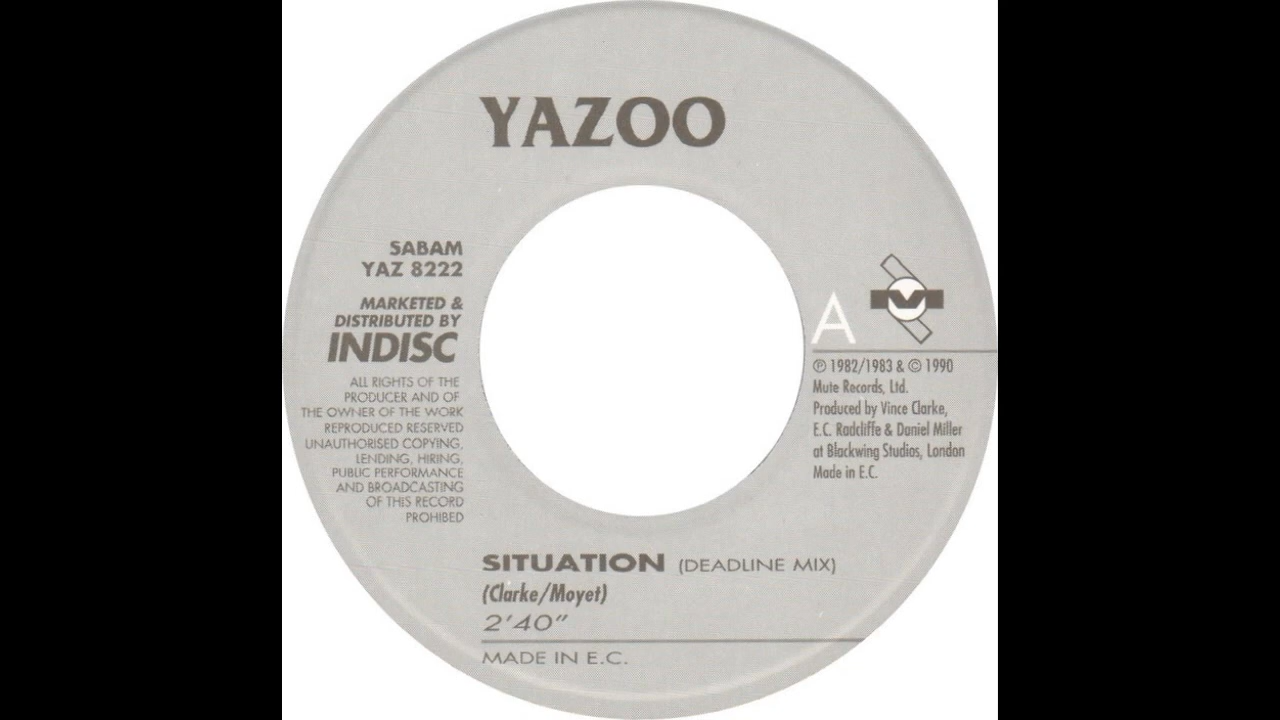 YAZOO
SABAM
YAZ 8222
MARKETED &
DISTRIBUTED BY
INDISC
ALL RIGHTS OF THE
PRODUCER AND OF
THE OWNER OF THE WORK
REPRODUCED RESERVED
UNAUTHORISED COPYING,
LENDING, HIRING,
PUBLIC PERFORMANCE
AND BROADCASTING
OF THIS RECORD
PROHIBED
A
℗ 1982/1983 & © 1990
Mute Records, Ltd.
Produced by Vince Clarke,
E.C. Radcliffe & Daniel Miller
at Blackwing Studios, London
Made in E.C.
SITUATION (DEADLINE MIX)
(Clarke/Moyet)
2'40"
MADE IN E.C.